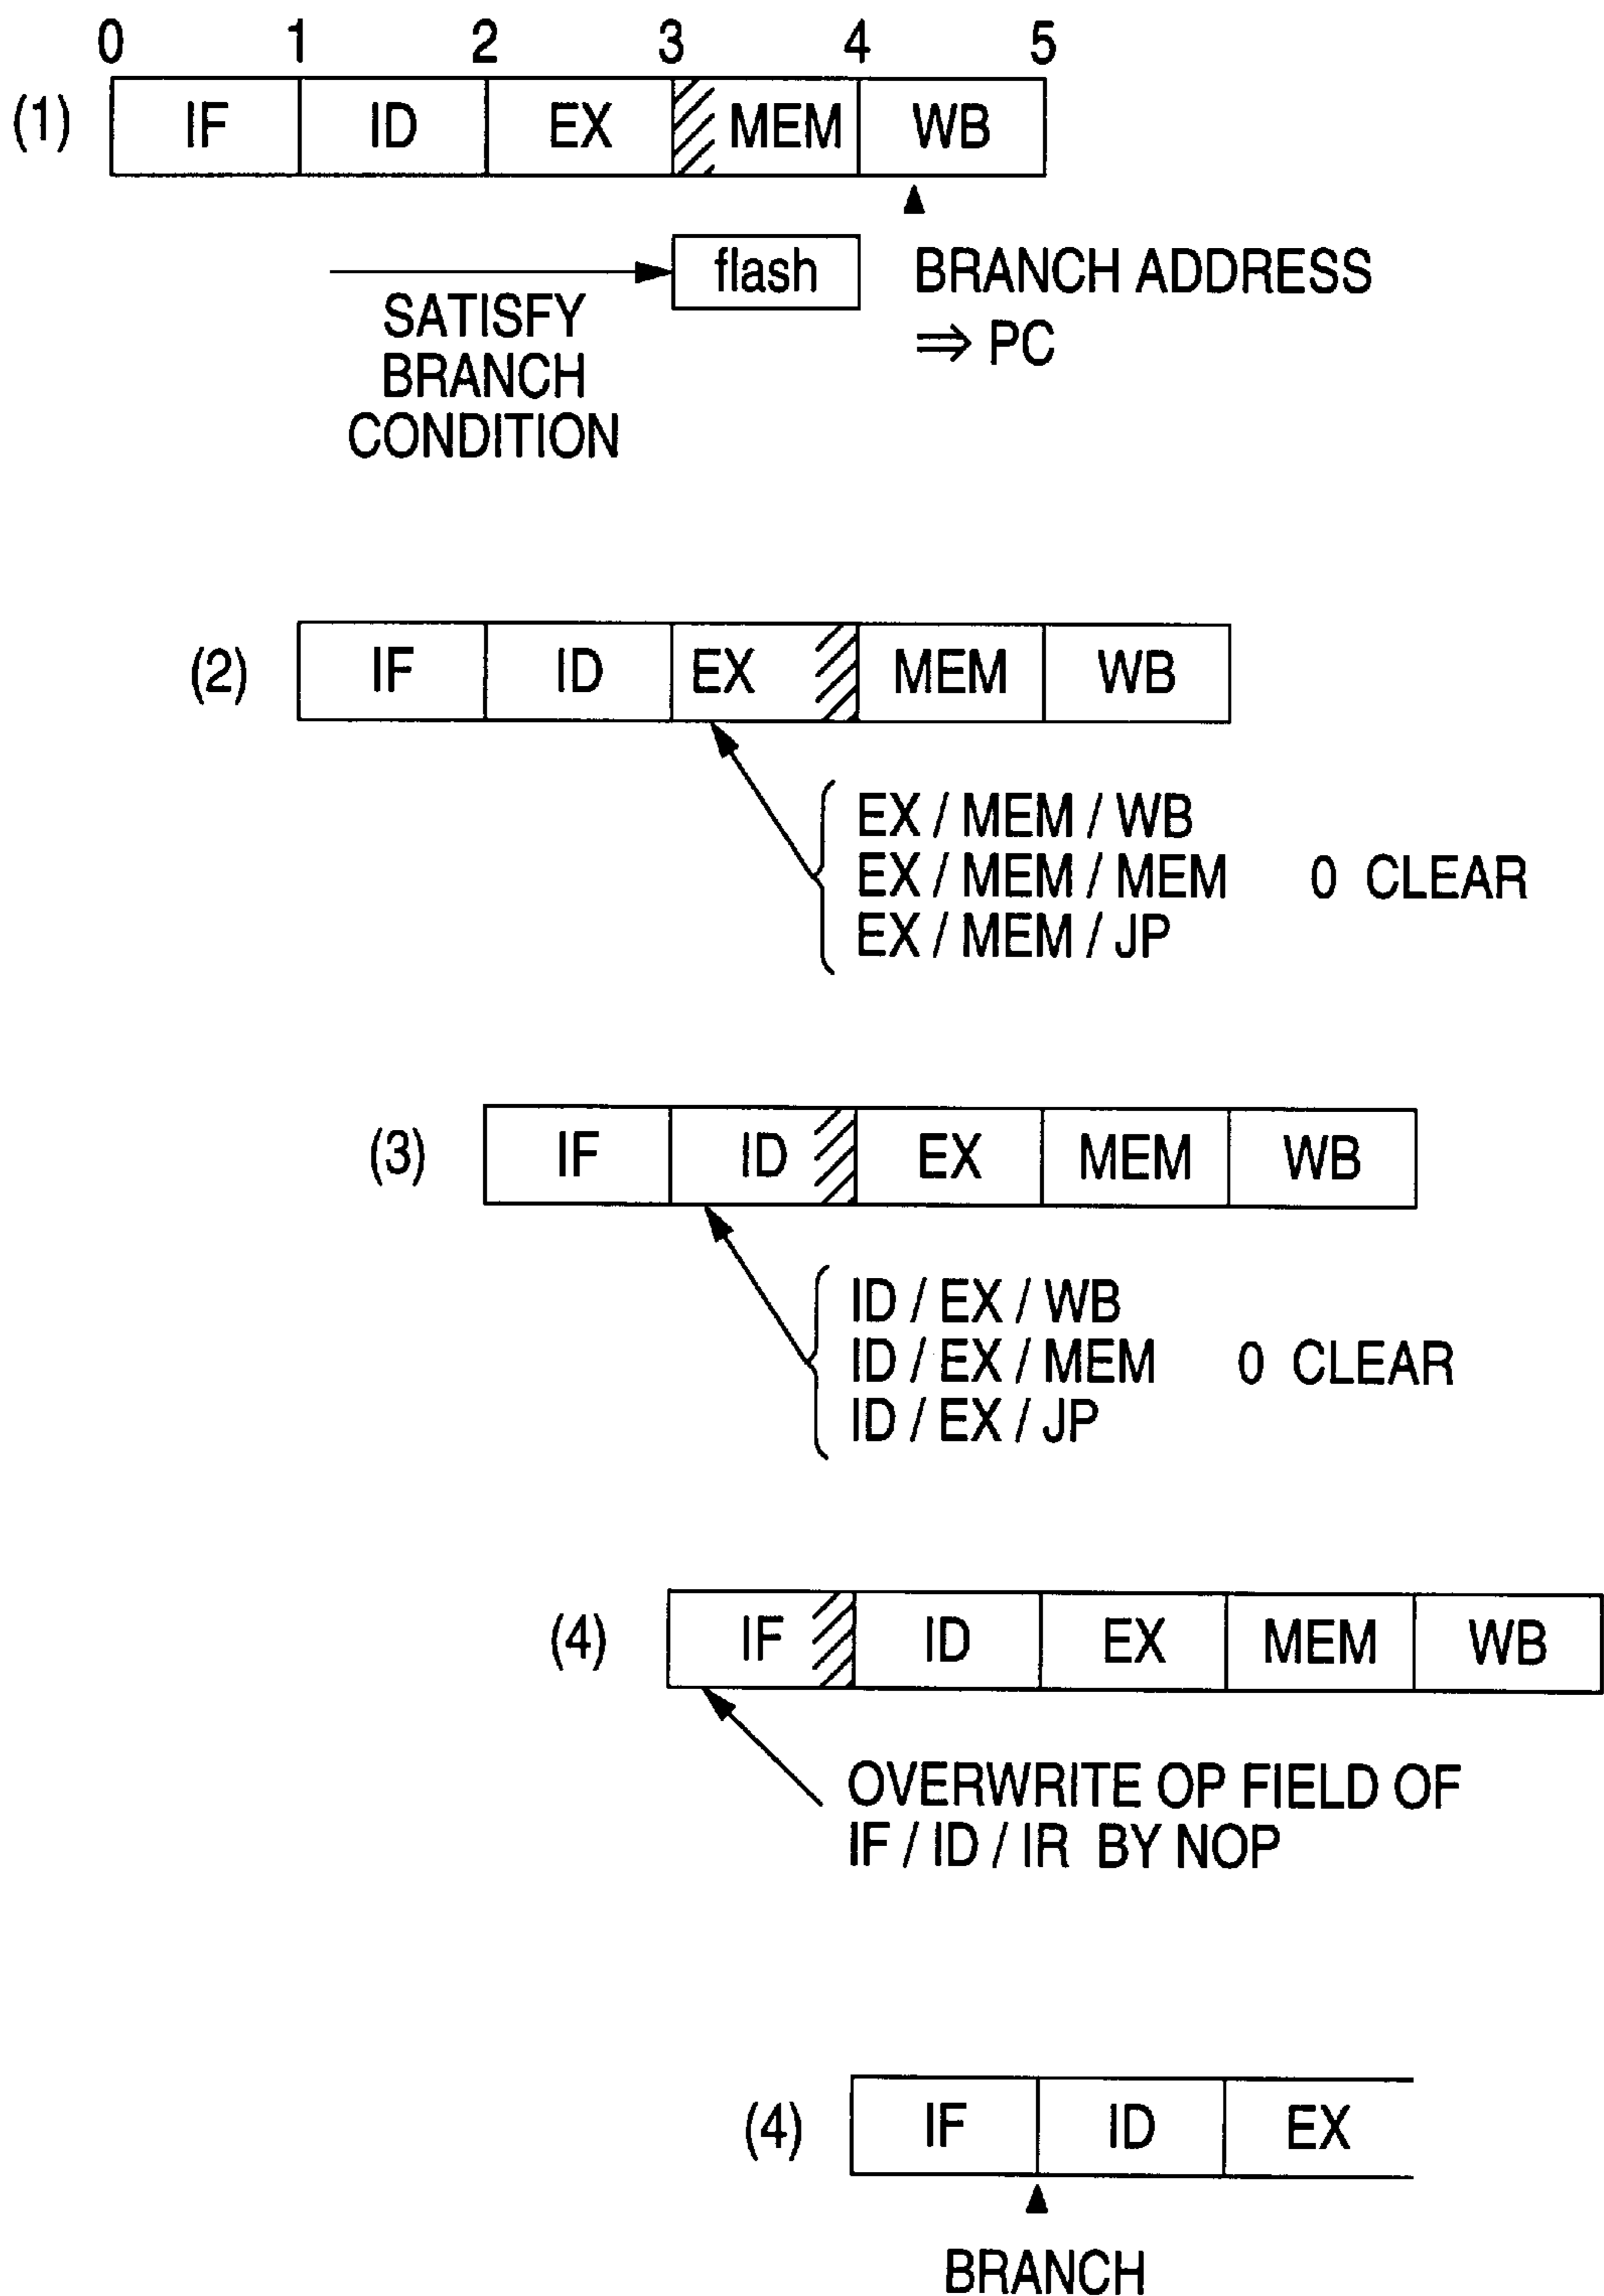 0 1 2 3 4 5
(1) IF ID EX MEM WB
flash BRANCH ADDRESS
SATISFY
⇒ PC
BRANCH
CONDITION
(2) IF ID EX MEM WB
EX / MEM / WB
EX / MEM / MEM 0 CLEAR
EX / MEM / JP
(3) IF ID EX MEM WB
ID / EX / WB
ID / EX / MEM 0 CLEAR
ID / EX / JP
(4) IF ID EX MEM WB
OVERWRITE OP FIELD OF
IF / ID / IR BY NOP
(4) IF ID EX
BRANCH